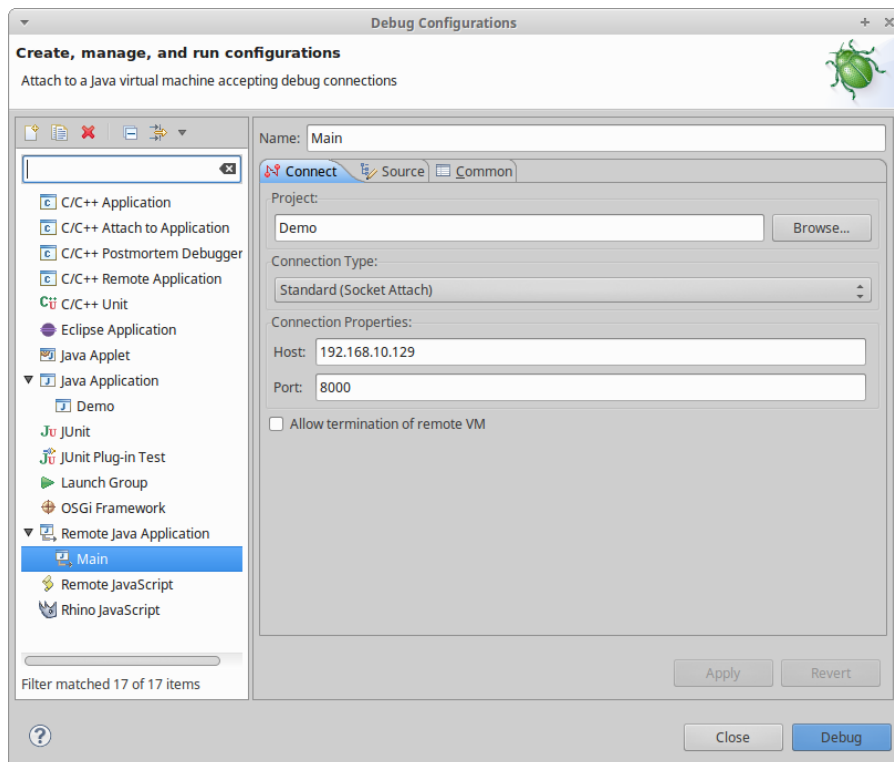 Debug Configurations
Create, manage, and run configurations
Attach to a Java virtual machine accepting debug connections
C/C++ Application
C/C++ Attach to Application
C/C++ Postmortem Debugger
C/C++ Remote Application
C/C++ Unit
Eclipse Application
Java Applet
Java Application
Demo
JUnit
JUnit Plug-in Test
Launch Group
OSGi Framework
Remote Java Application
Main
Remote JavaScript
Rhino JavaScript
Filter matched 17 of 17 items
Name: Main
Connect Source Common
Project:
Demo Browse...
Connection Type:
Standard (Socket Attach)
Connection Properties:
Host: 192.168.10.129
Port: 8000
Allow termination of remote VM
Apply Revert
Close Debug